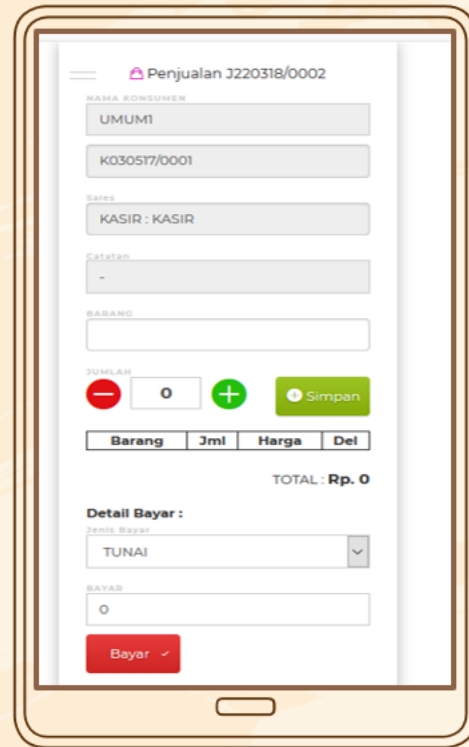 Penjualan J220318/0002
NAMA KONSUMEN
UMUM1
K030517/0001
Sales
KASIR : KASIR
Catatan
-
BARANG
JUMLAH
0
Simpan
Barang Jml Harga Del
TOTAL : Rp. 0
Detail Bayar :
Jenis Bayar
TUNAI
BAYAR
0
Bayar